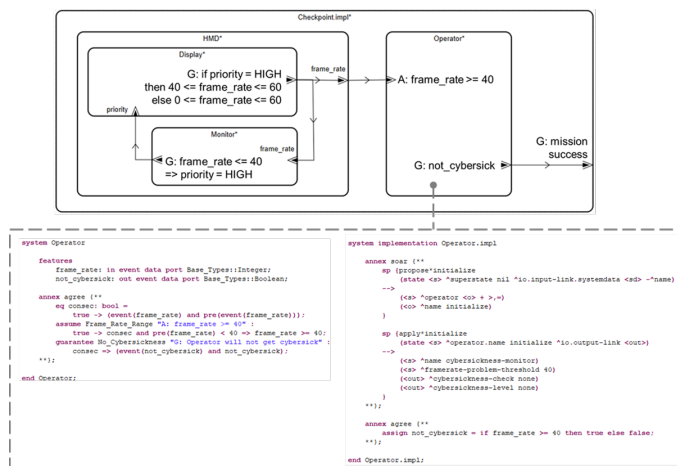 Checkpoint.impl*
HMD*
Display*
G: if priority = HIGH
then 40 <= frame_rate <= 60
else 0 <= frame_rate <= 60
priority
Monitor*
frame_rate
G: frame_rate <= 40
=> priority = HIGH
frame_rate
Operator*
A: frame_rate >= 40
G: not_cybersick
G: mission
success
system Operator
features
frame_rate: in event data port Base_Types::Integer;
not_cybersick: out event data port Base_Types::Boolean;
annex agree {**
eq consec: bool =
true -> (event(frame_rate) and pre(event(frame_rate)));
assume Frame_Rate_Range "A: frame_rate >= 40" :
true -> consec and pre(frame_rate) < 40 => frame_rate >= 40;
guarantee No_Cybersickness "G: Operator will not get cybersick" :
consec => (event(not_cybersick) and not_cybersick);
**};
end Operator;
system implementation Operator.impl
annex soar {**
sp {propose*initialize
(state <s> ^superstate nil ^io.input-link.systemdata <sd> -^name)
-->
(<s> ^operator <o> + >,=)
(<o> ^name initialize)
}
sp {apply*initialize
(state <s> ^operator.name initialize ^io.output-link <out>)
-->
(<s> ^name cybersickness-monitor)
(<s> ^framerate-problem-threshold 40)
(<out> ^cybersickness-check none)
(<out> ^cybersickness-level none)
}
**};
annex agree {**
assign not_cybersick = if frame_rate >= 40 then true else false;
**};
end Operator.impl;